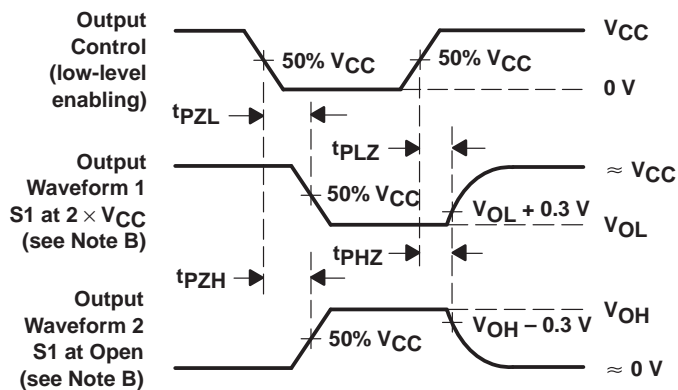 Output
Control
(low-level
enabling)
50% VCC
50% VCC
VCC
0 V
tPZL
tPLZ
Output
Waveform 1
S1 at 2 × VCC
(see Note B)
50% VCC
VOL + 0.3 V
≈ VCC
VOL
tPZH
tPHZ
Output
Waveform 2
S1 at Open
(see Note B)
50% VCC
VOH − 0.3 V
VOH
≈ 0 V